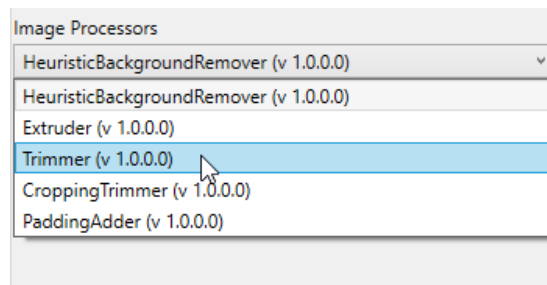 Image Processors
HeuristicBackgroundRemover (v 1.0.0.0)
HeuristicBackgroundRemover (v 1.0.0.0)
Extruder (v 1.0.0.0)
Trimmer (v 1.0.0.0)
CroppingTrimmer (v 1.0.0.0)
PaddingAdder (v 1.0.0.0)